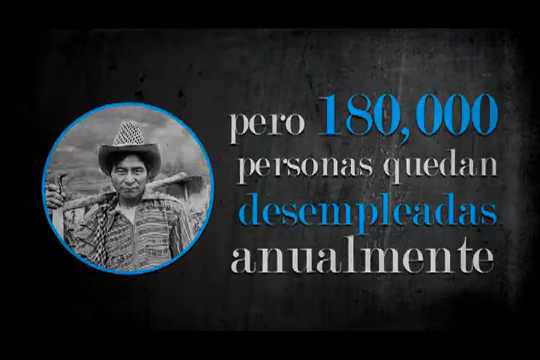 pero 180,000
personas quedan
desempleadas
anualmente